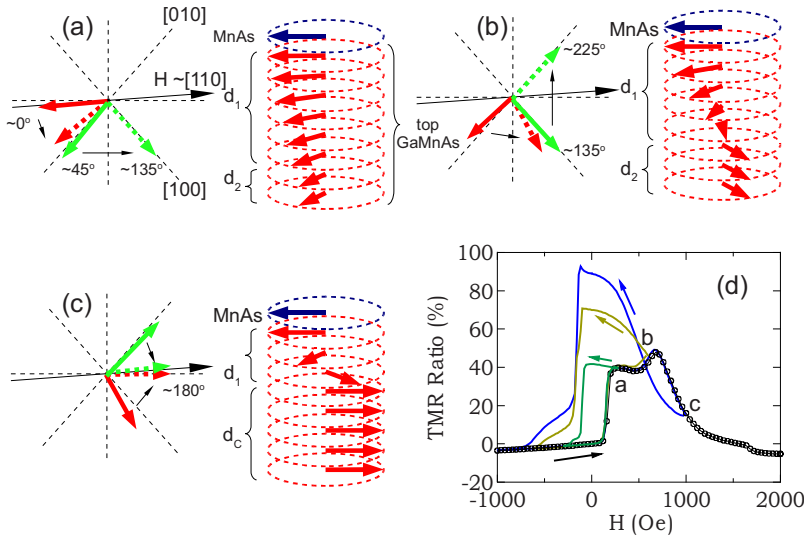 (a)
[010]
MnAs
H ~[110]
d1
~0°
~45°
~135°
[100]
d2
(b)
MnAs
~225°
d1
top
GaMnAs
~135°
d2
(c)
MnAs
d1
~180°
dC
(d)
TMR Ratio (%)
100
80
60
40
20
0
-20
b
a
c
-1000 0 1000 2000
H (Oe)